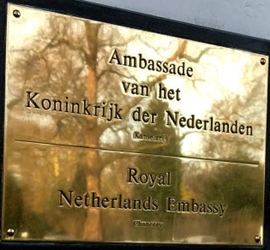 Ambassade
van het
Koninkrijk der Nederlanden
Royal
Netherlands Embassy